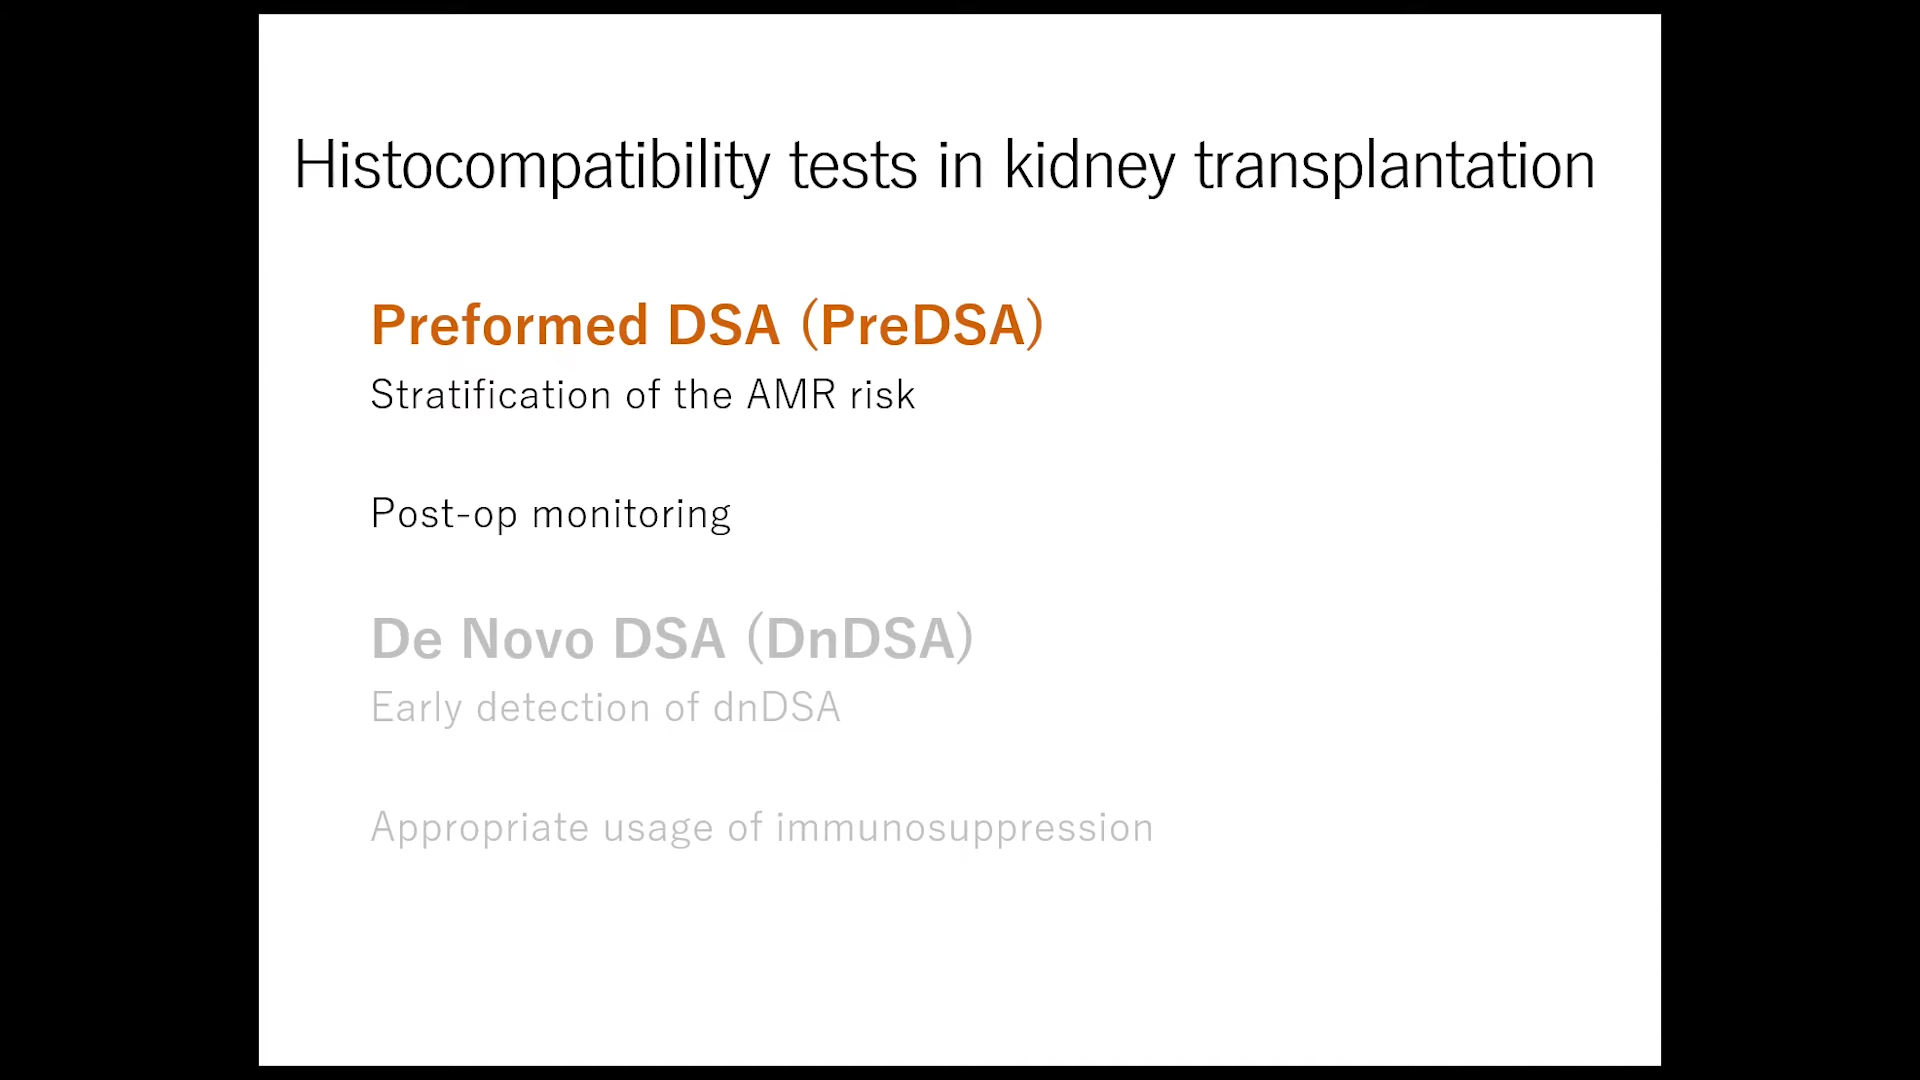 Histocompatibility tests in kidney transplantation
Preformed DSA (PreDSA)
Stratification of the AMR risk
Post-op monitoring
De Novo DSA (DnDSA)
Early detection of dnDSA
Appropriate usage of immunosuppression